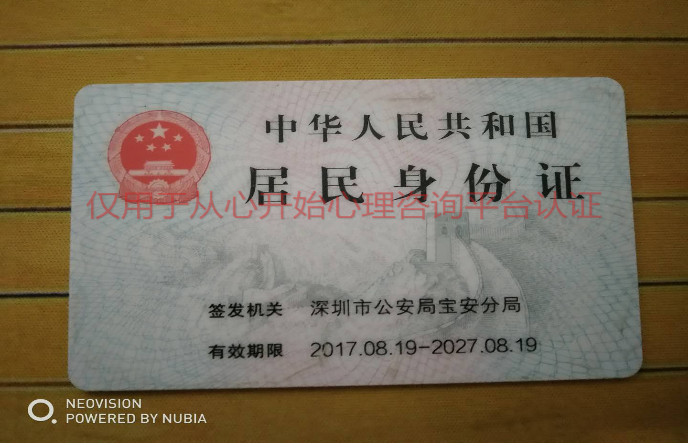 中华人民共和国
居民身份证
仅用于从心开始心理咨询平台认证
签发机关 深圳市公安局宝安分局
有效期限 2017.08.19-2027.08.19
NEOVISION
POWERED BY NUBIA